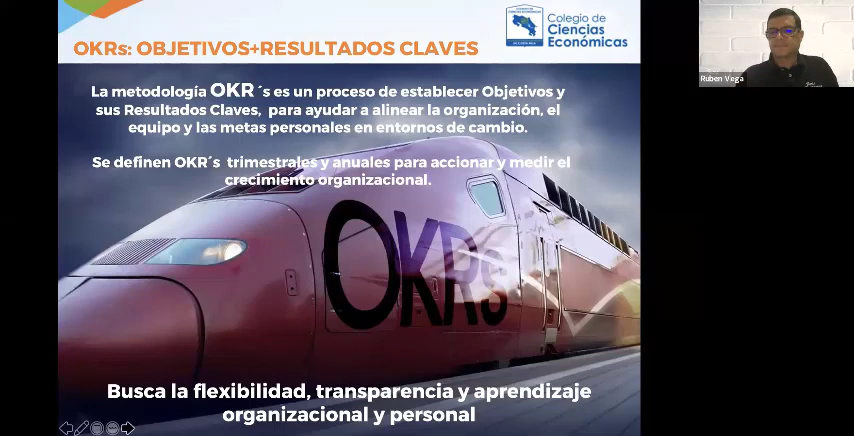 OKRs: OBJETIVOS+RESULTADOS CLAVES
Colegio de
Ciencias
Económicas
La metodología OKR´s es un proceso de establecer Objetivos y
sus Resultados Claves, para ayudar a alinear la organización, el
equipo y las metas personales en entornos de cambio.
Se definen OKR´s trimestrales y anuales para accionar y medir el
crecimiento organizacional.
OKRs
Busca la flexibilidad, transparencia y aprendizaje
organizacional y personal
Ruben Vega